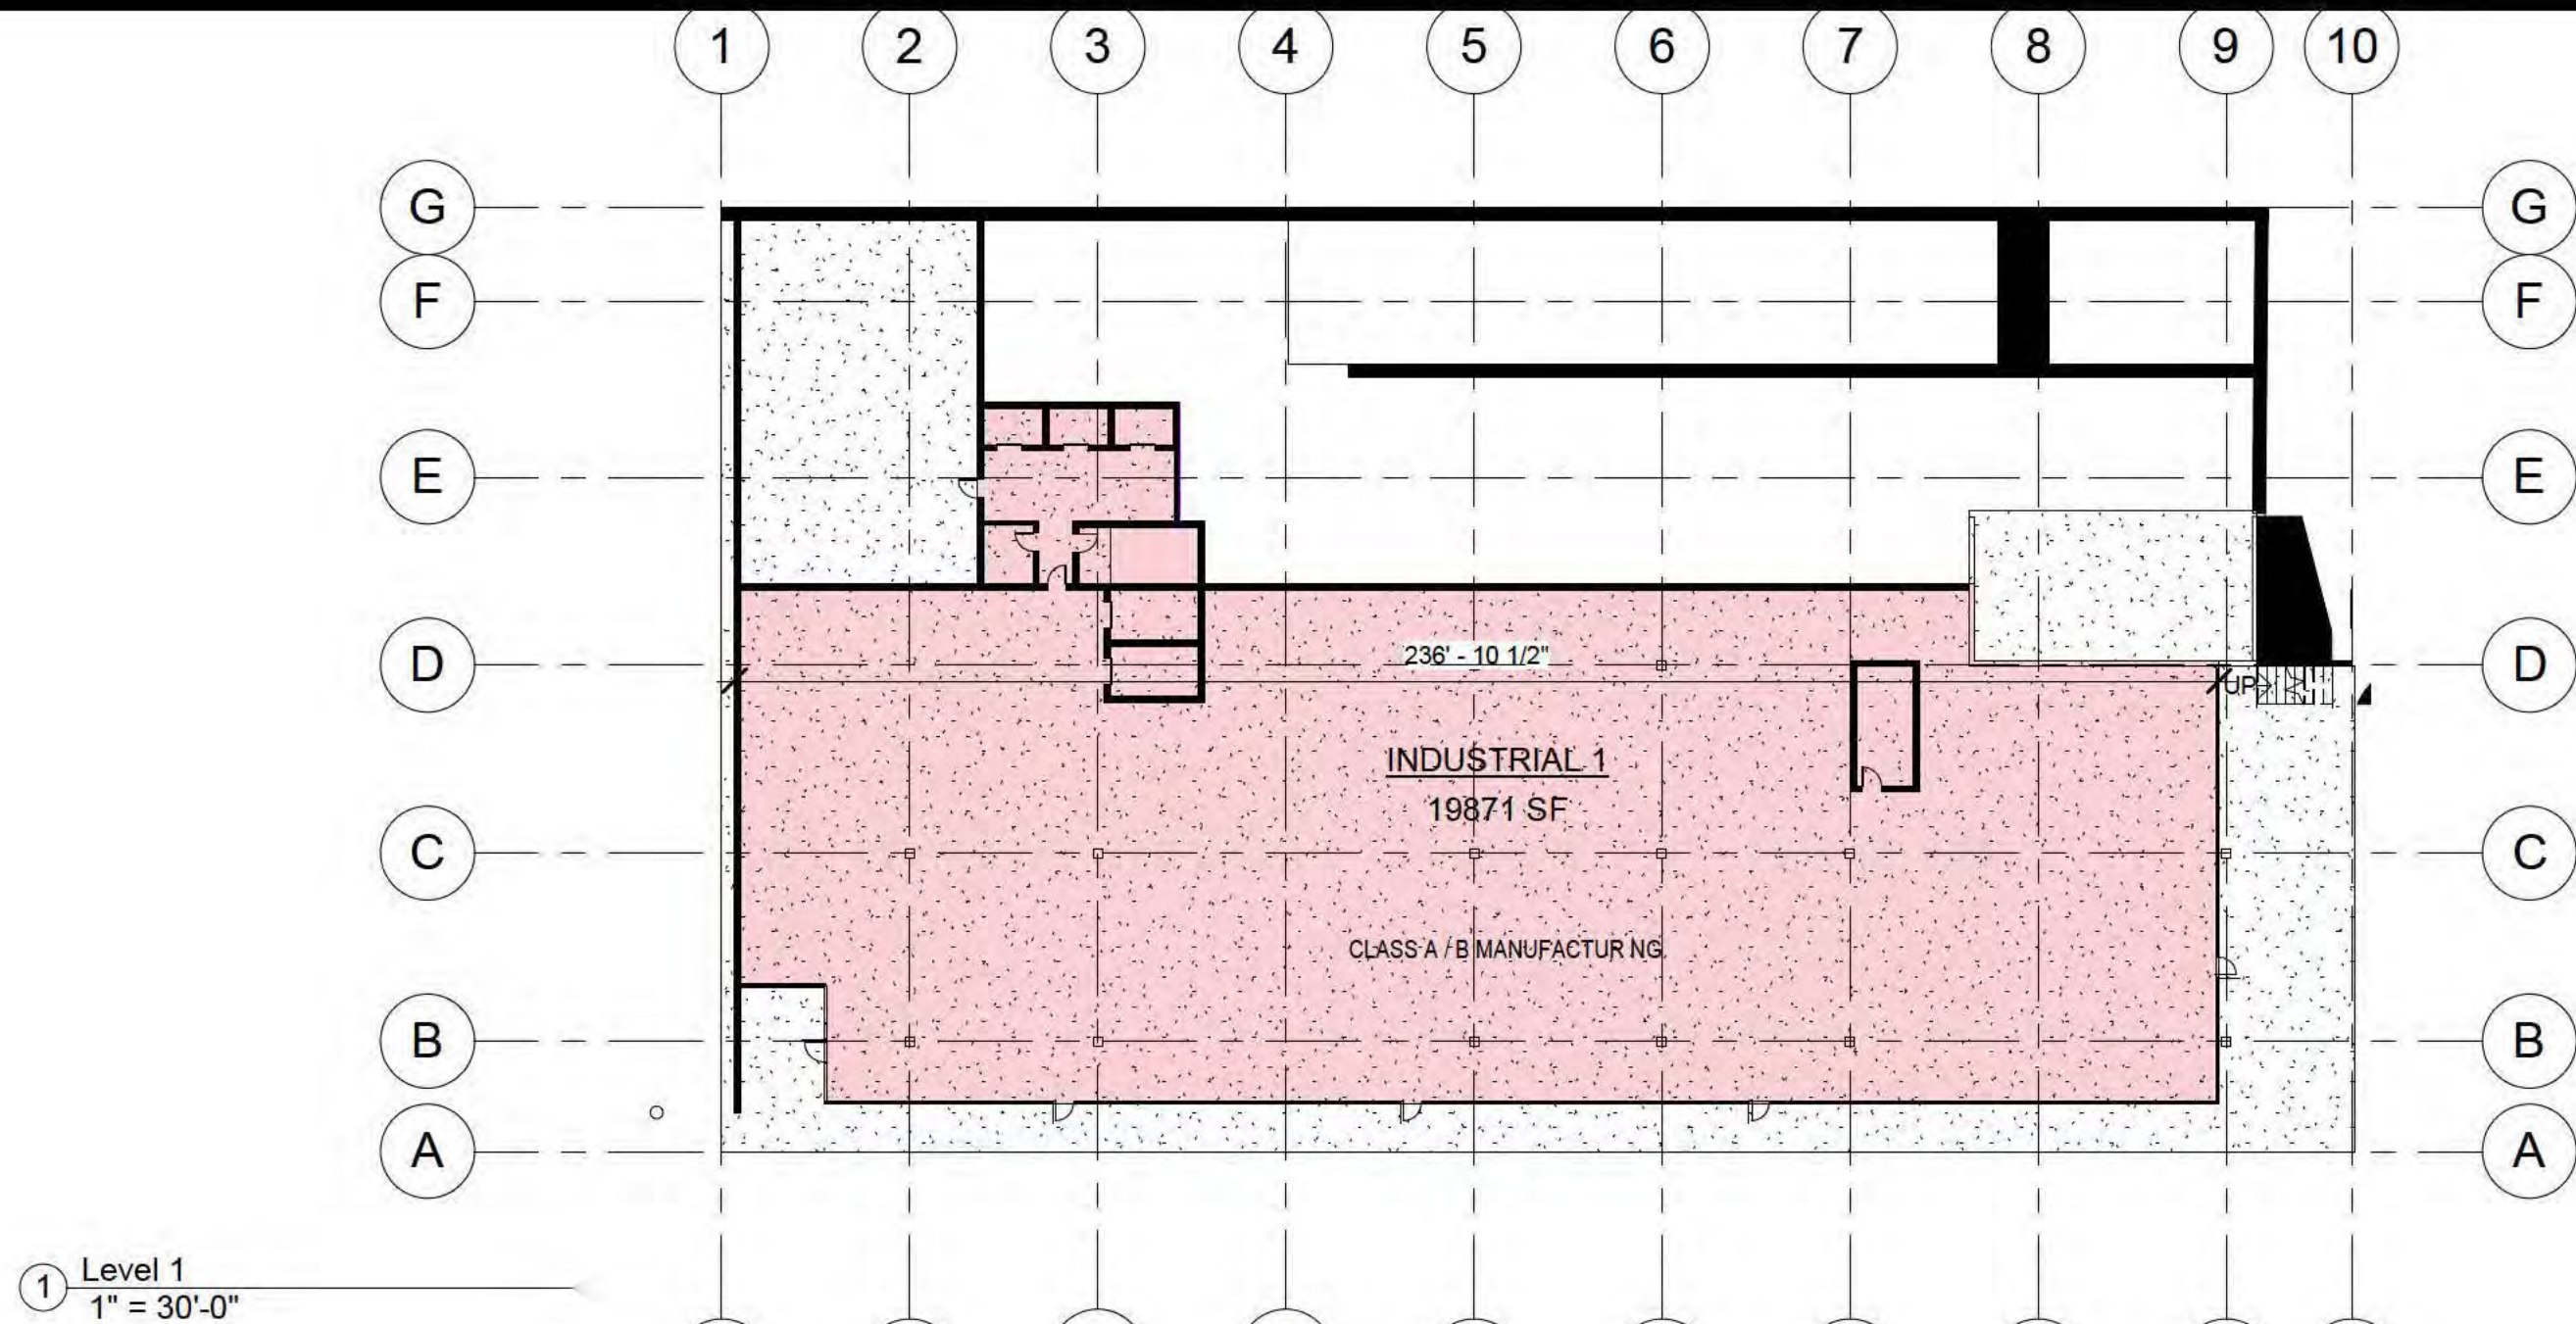 1 2 3 4 5 6 7 8 9 10
G G
F F
E E
D D
236' - 10 1/2"
UP
INDUSTRIAL 1
19871 SF
C C
CLASS A / B MANUFACTUR NG
B B
A A
1 Level 1
1" = 30'-0"